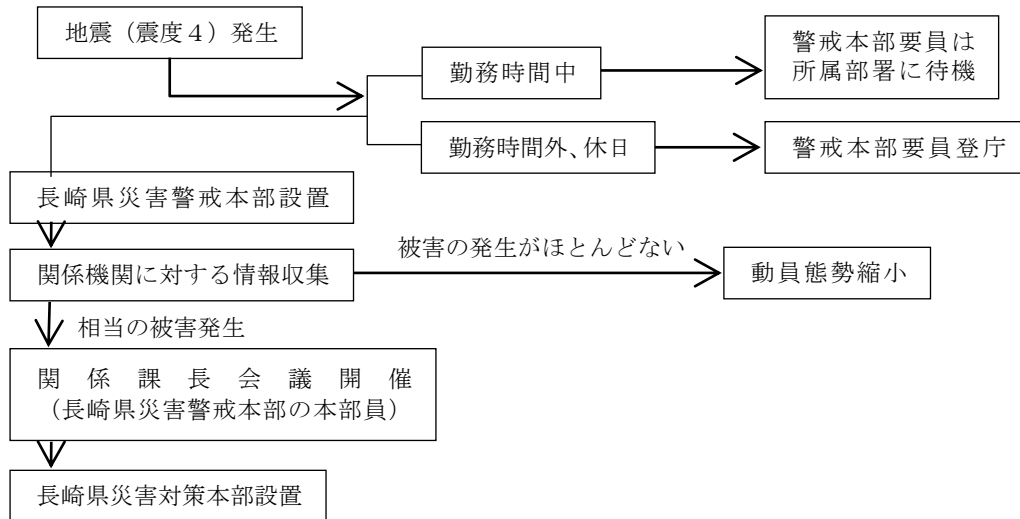 地震（震度４）発生
勤務時間中
警戒本部要員は
所属部署に待機
勤務時間外、休日
警戒本部要員登庁
長崎県災害警戒本部設置
関係機関に対する情報収集
被害の発生がほとんどない
動員態勢縮小
相当の被害発生
関係課長会議開催
（長崎県災害警戒本部の本部員）
長崎県災害対策本部設置